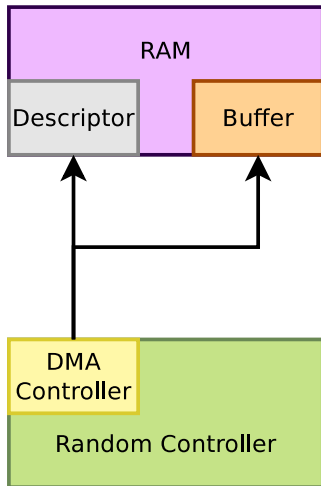 RAM
Descriptor
Buffer
DMA
Controller
Random Controller